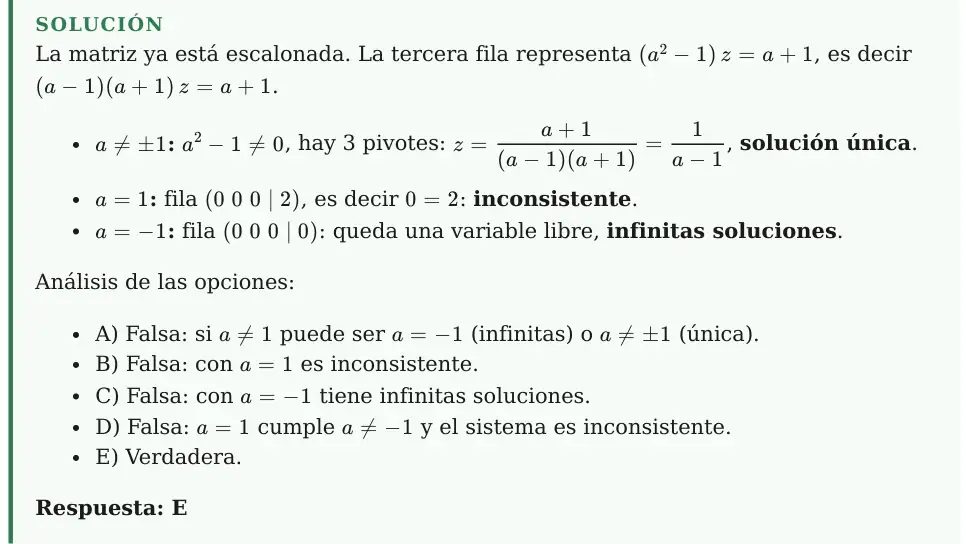 SOLUCIÓN
La matriz ya está escalonada. La tercera fila representa (a² − 1) z = a + 1, es decir
(a − 1)(a + 1) z = a + 1.
• a ≠ ±1: a² − 1 ≠ 0, hay 3 pivotes: z = (a + 1)/((a − 1)(a + 1)) = 1/(a − 1), solución única.
• a = 1: fila (0 0 0 | 2), es decir 0 = 2: inconsistente.
• a = −1: fila (0 0 0 | 0): queda una variable libre, infinitas soluciones.
Análisis de las opciones:
• A) Falsa: si a ≠ 1 puede ser a = −1 (infinitas) o a ≠ ±1 (única).
• B) Falsa: con a = 1 es inconsistente.
• C) Falsa: con a = −1 tiene infinitas soluciones.
• D) Falsa: a = 1 cumple a ≠ −1 y el sistema es inconsistente.
• E) Verdadera.
Respuesta: E